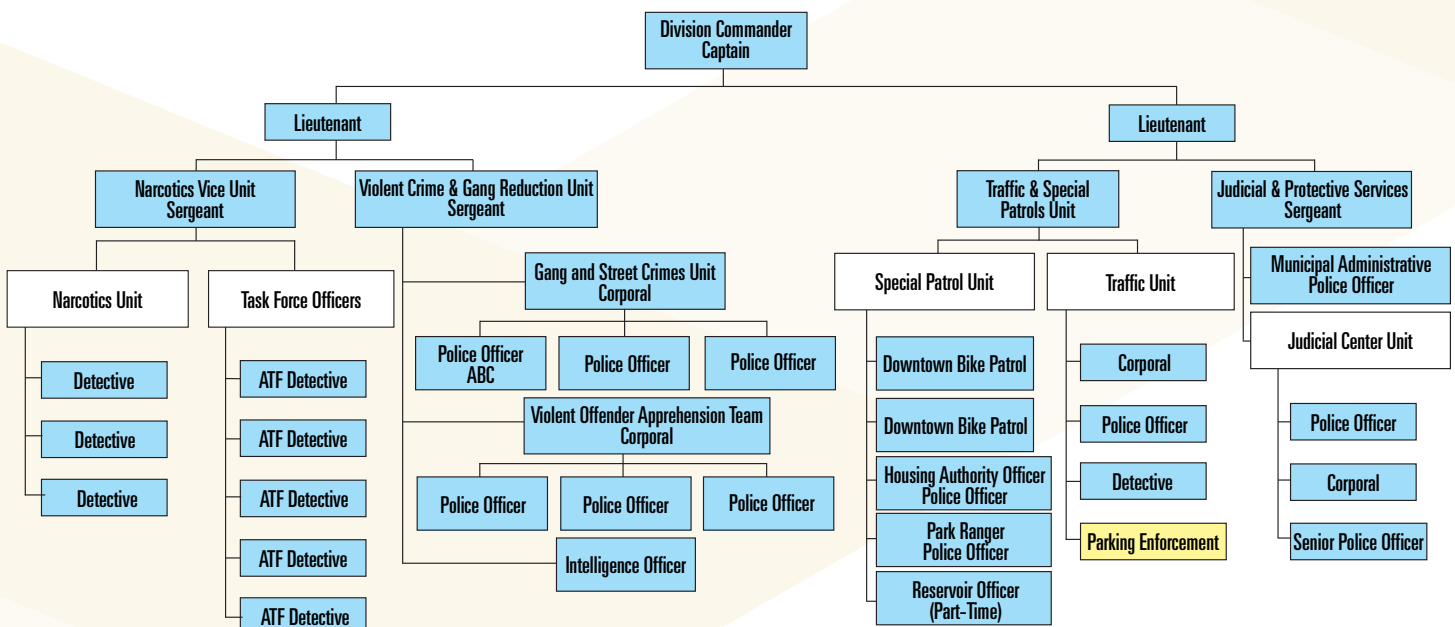 Division Commander
Captain
Lieutenant
Lieutenant
Narcotics Vice Unit
Sergeant
Violent Crime & Gang Reduction Unit
Sergeant
Traffic & Special
Patrols Unit
Judicial & Protective Services
Sergeant
Narcotics Unit
Task Force Officers
Gang and Street Crimes Unit
Corporal
Special Patrol Unit
Traffic Unit
Municipal Administrative
Police Officer
Judicial Center Unit
Detective
Detective
Detective
ATF Detective
ATF Detective
ATF Detective
ATF Detective
ATF Detective
Police Officer
ABC
Police Officer
Police Officer
Violent Offender Apprehension Team
Corporal
Police Officer
Police Officer
Police Officer
Intelligence Officer
Downtown Bike Patrol
Downtown Bike Patrol
Housing Authority Officer
Police Officer
Park Ranger
Police Officer
Reservoir Officer
(Part-Time)
Corporal
Police Officer
Detective
Parking Enforcement
Police Officer
Corporal
Senior Police Officer